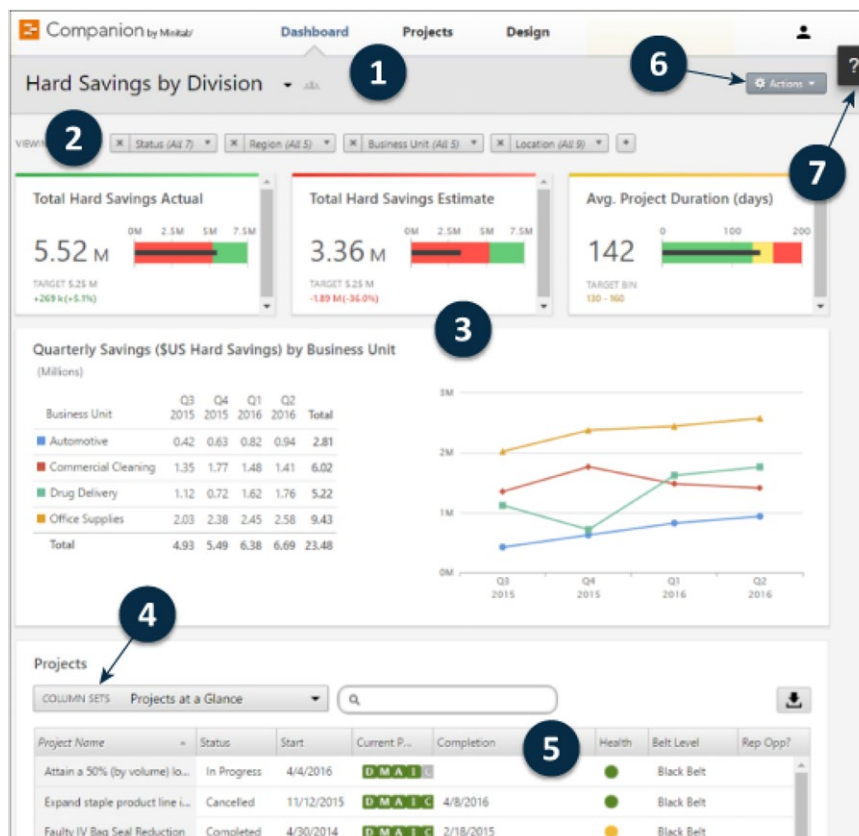 Companion by Minitab
Dashboard Projects Design
Hard Savings by Division
1
6
Actions
?
2
Status (All 7) Region (All 5) Business Unit (All 5) Location (All 9) +
7
Total Hard Savings Actual
5.52 M
0M 2.5M 5M 7.5M
TARGET 5.25 M
+269 k (+5.1%)
Total Hard Savings Estimate
3.36 M
0M 2.5M 5M 7.5M
TARGET 5.25 M
-1.89 M (-36.0%)
Avg. Project Duration (days)
142
0 100 200
TARGET BIN
130 - 160
3
Quarterly Savings ($US Hard Savings) by Business Unit
(Millions)
Business Unit Q3 2015 Q4 2015 Q1 2016 Q2 2016 Total
Automotive 0.42 0.63 0.82 0.94 2.81
Commercial Cleaning 1.35 1.77 1.48 1.41 6.02
Drug Delivery 1.12 0.72 1.62 1.76 5.22
Office Supplies 2.03 2.38 2.45 2.58 9.43
Total 4.93 5.49 6.38 6.69 23.48
3M
2M
1M
0M
Q3 Q4 Q1 Q2
2015 2015 2016 2016
4
Projects
COLUMN SETS Projects at a Glance
5
Project Name Status Start Current P... Completion Health Belt Level Rep Opp?
Attain a 50% (by volume) lo... In Progress 4/4/2016 D M A I C Black Belt
Expand staple product line i... Cancelled 11/12/2015 D M A I C 4/8/2016 Black Belt
Faulty IV Bag Seal Reduction Completed 4/30/2014 D M A I C 2/18/2015 Black Belt